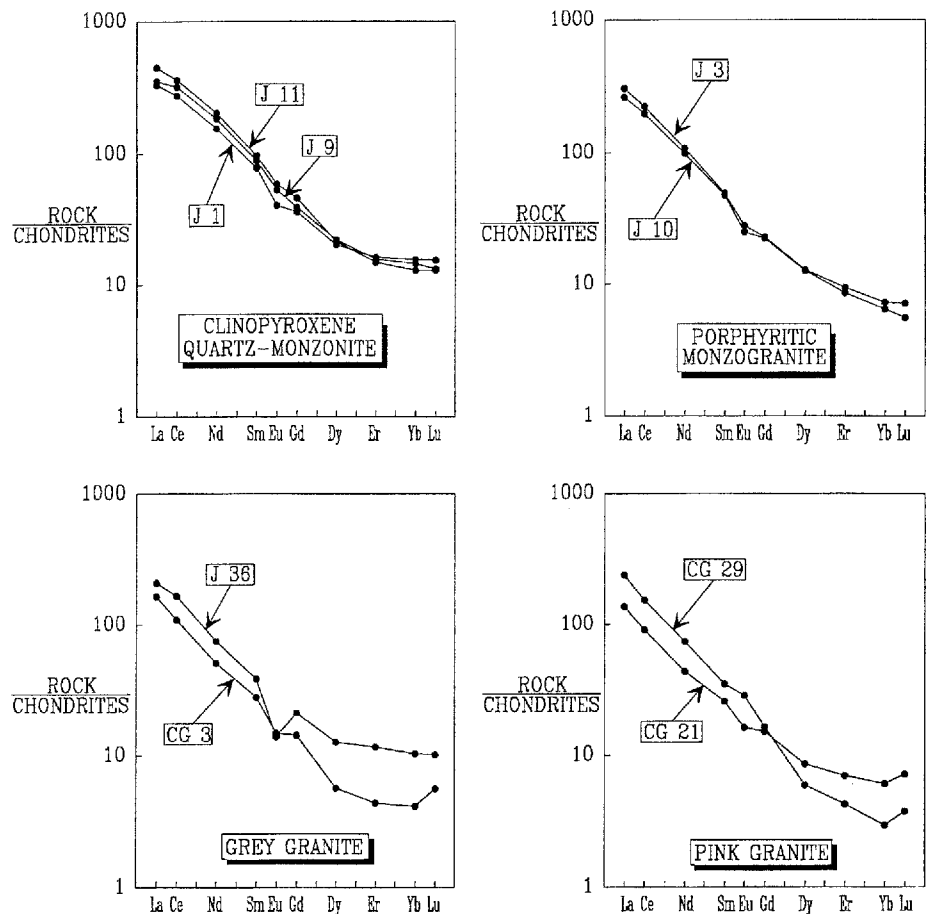 1000
100
10
1
ROCK
CHONDRITES
J 11
J 9
J 1
CLINOPYROXENE
QUARTZ-MONZONITE
La Ce Nd Sm Eu Gd Dy Er Yb Lu
1000
100
10
1
J 3
J 10
PORPHYRITIC
MONZOGRANITE
La Ce Nd Sm Eu Gd Dy Er Yb Lu
1000
100
10
1
ROCK
CHONDRITES
J 36
CG 3
GREY GRANITE
La Ce Nd Sm Eu Gd Dy Er Yb Lu
1000
100
10
1
ROCK
CHONDRITES
CG 29
CG 21
PINK GRANITE
La Ce Nd Sm Eu Gd Dy Er Yb Lu